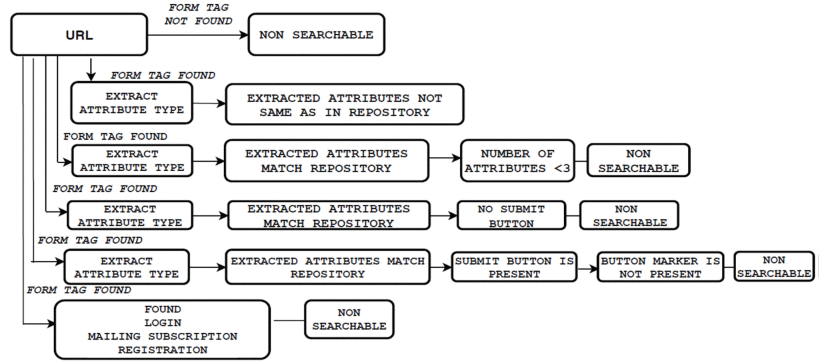 FORM TAG
NOT FOUND
URL
NON SEARCHABLE
FORM TAG FOUND
EXTRACT
ATTRIBUTE TYPE
EXTRACTED ATTRIBUTES NOT
SAME AS IN REPOSITORY
FORM TAG FOUND
EXTRACT
ATTRIBUTE TYPE
EXTRACTED ATTRIBUTES
MATCH REPOSITORY
NUMBER OF
ATTRIBUTES <3
NON
SEARCHABLE
FORM TAG FOUND
EXTRACT
ATTRIBUTE TYPE
EXTRACTED ATTRIBUTES
MATCH REPOSITORY
NO SUBMIT
BUTTON
NON
SEARCHABLE
FORM TAG FOUND
EXTRACT
ATTRIBUTE TYPE
EXTRACTED ATTRIBUTES MATCH
REPOSITORY
SUBMIT BUTTON IS
PRESENT
BUTTON MARKER IS
NOT PRESENT
NON
SEARCHABLE
FORM TAG FOUND
FOUND
LOGIN
MAILING SUBSCRIPTION
REGISTRATION
NON
SEARCHABLE